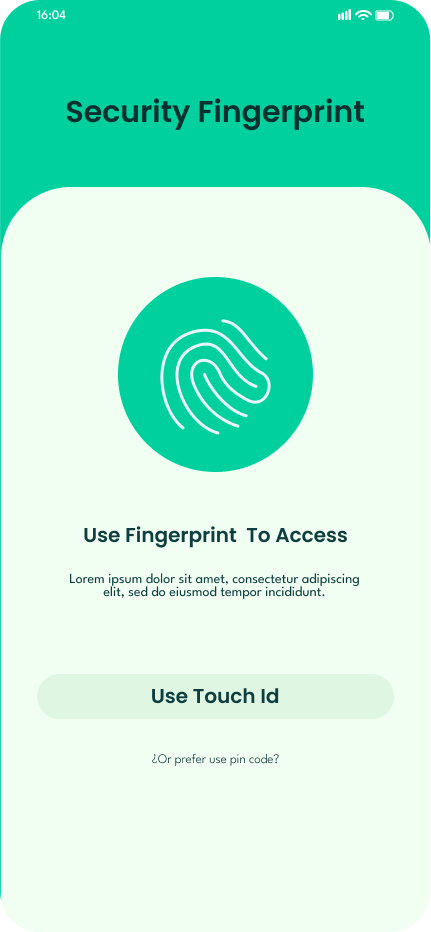 16:04
Security Fingerprint
Use Fingerprint  To Access
Lorem ipsum dolor sit amet, consectetur adipiscing
elit, sed do eiusmod tempor incididunt.
Use Touch Id
¿Or prefer use pin code?